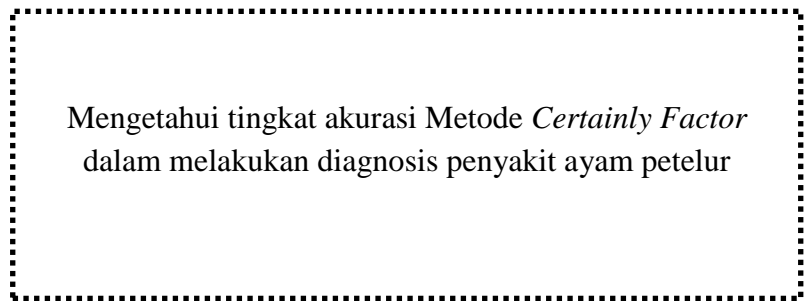 Mengetahui tingkat akurasi Metode Certainly Factor
dalam melakukan diagnosis penyakit ayam petelur